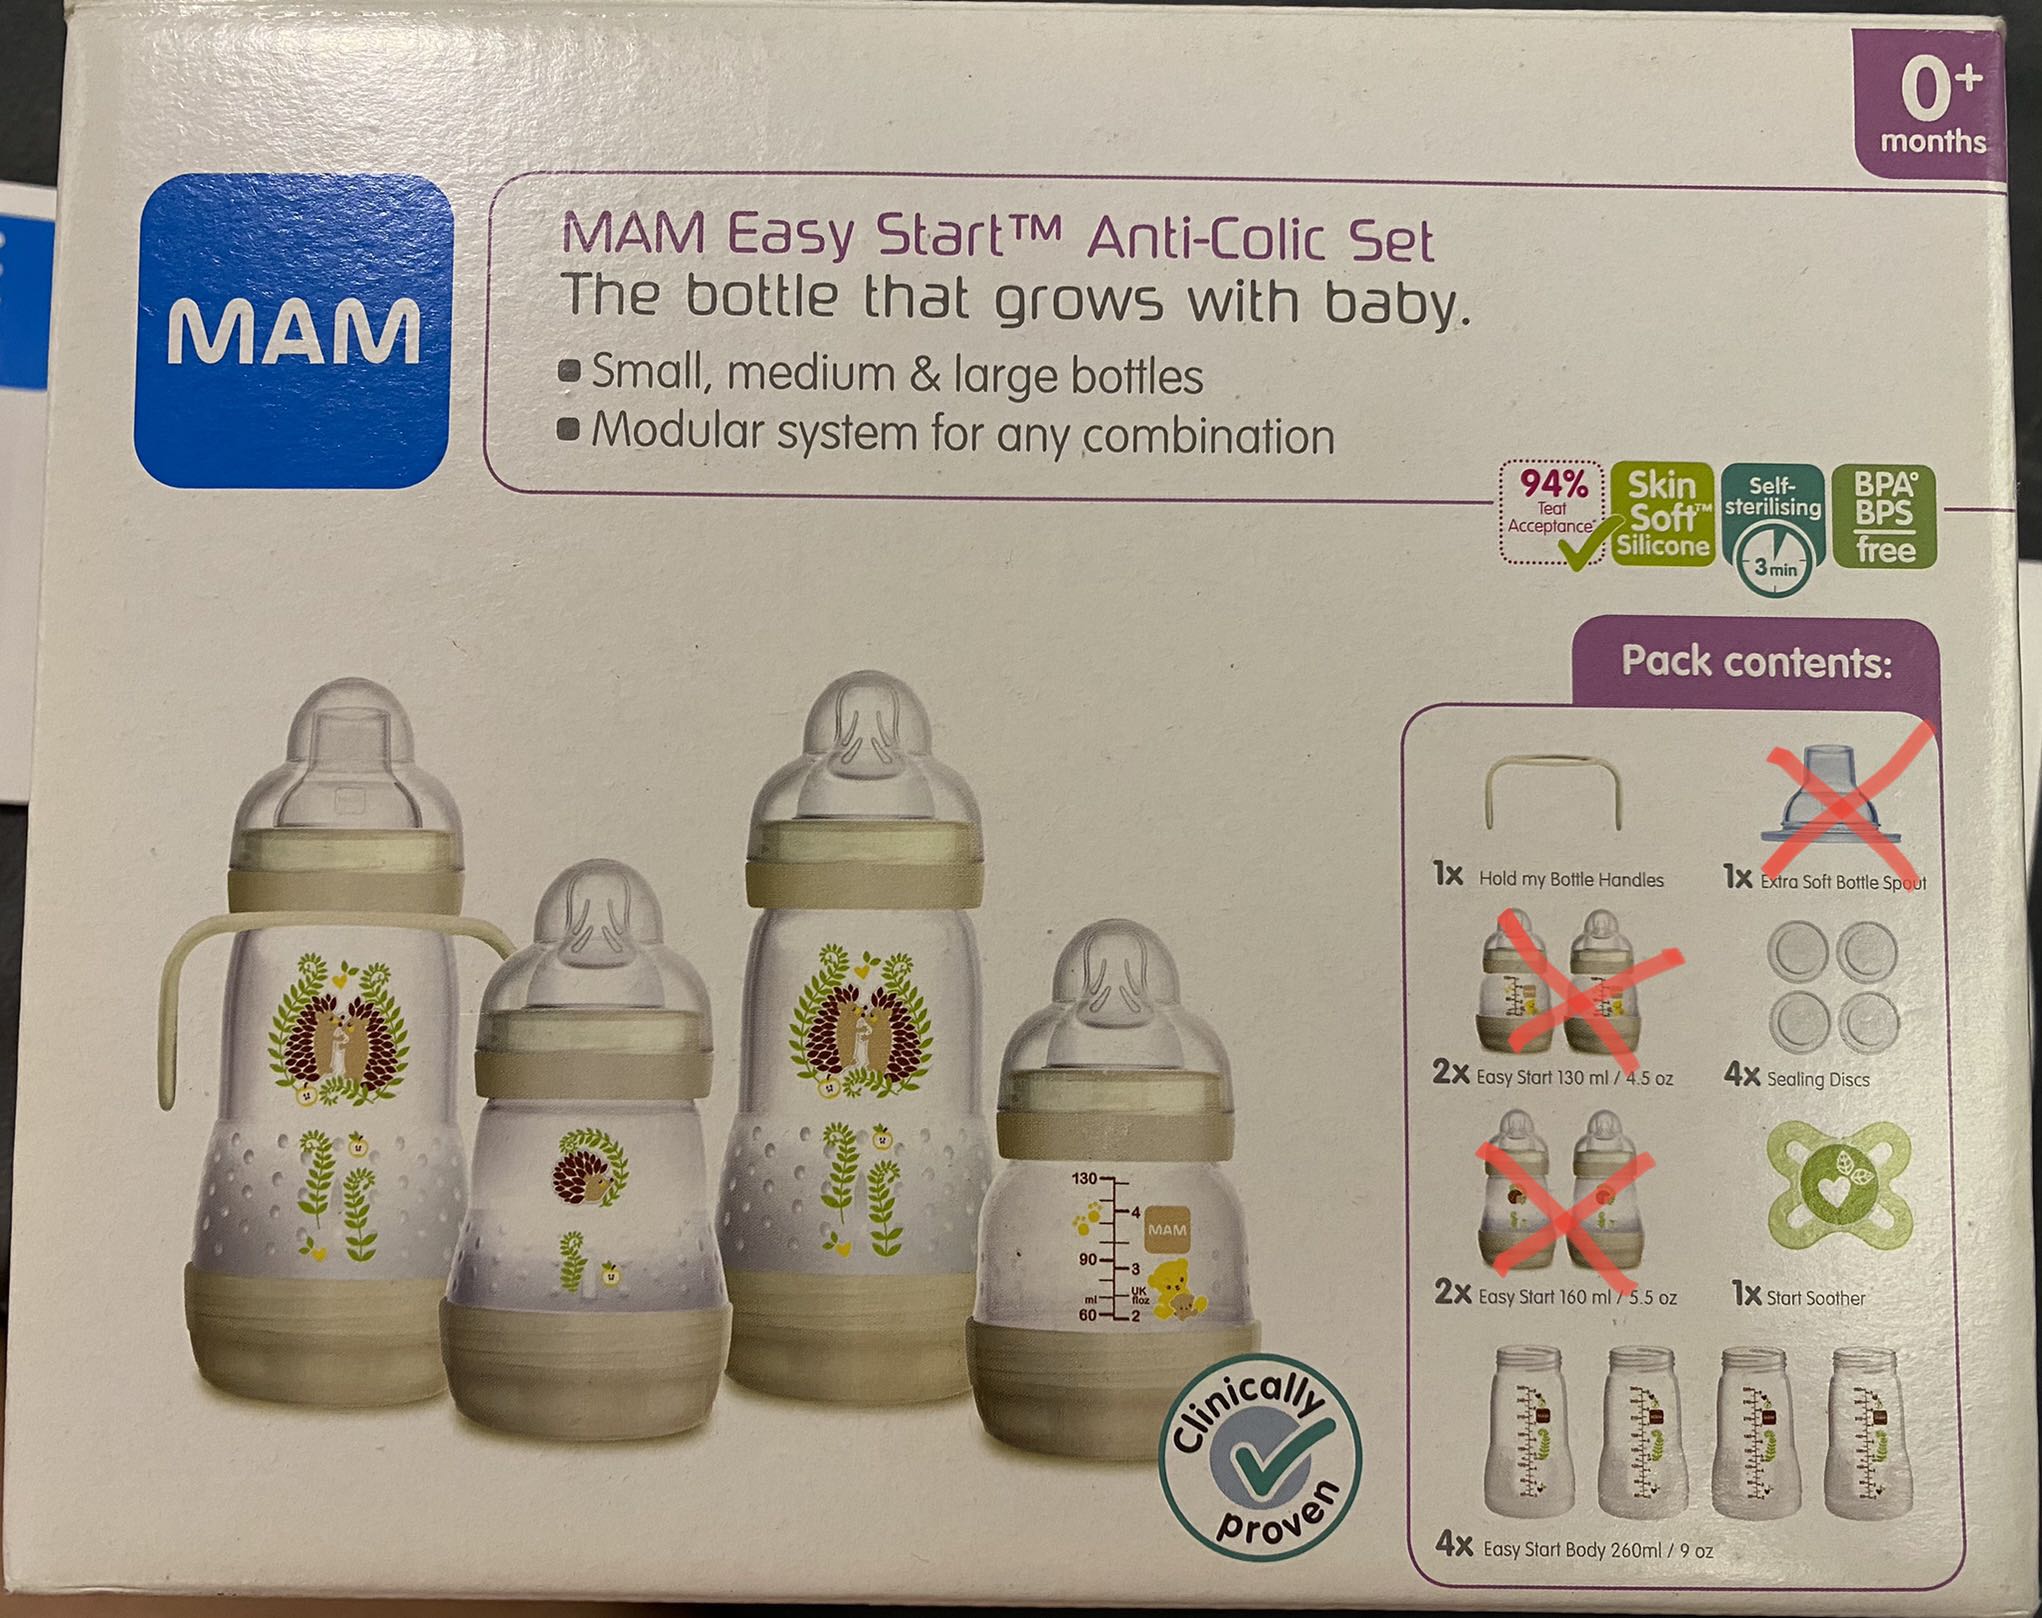 0+
months
MAM
MAM Easy Start™ Anti-Colic Set
The bottle that grows with baby.
Small, medium & large bottles
Modular system for any combination
94%
Teat
Acceptance*
Skin
Soft™
Silicone
Self-
sterilising
3 min
BPA°
BPS
free
Pack contents:
1x Hold my Bottle Handles
1x Extra Soft Bottle Spout
2x Easy Start 130 ml / 4.5 oz
4x Sealing Discs
2x Easy Start 160 ml / 5.5 oz
1x Start Soother
4x Easy Start Body 260ml / 9 oz
130
4
MAM
90
3
ml
UK
floz
60
2
Clinically
proven